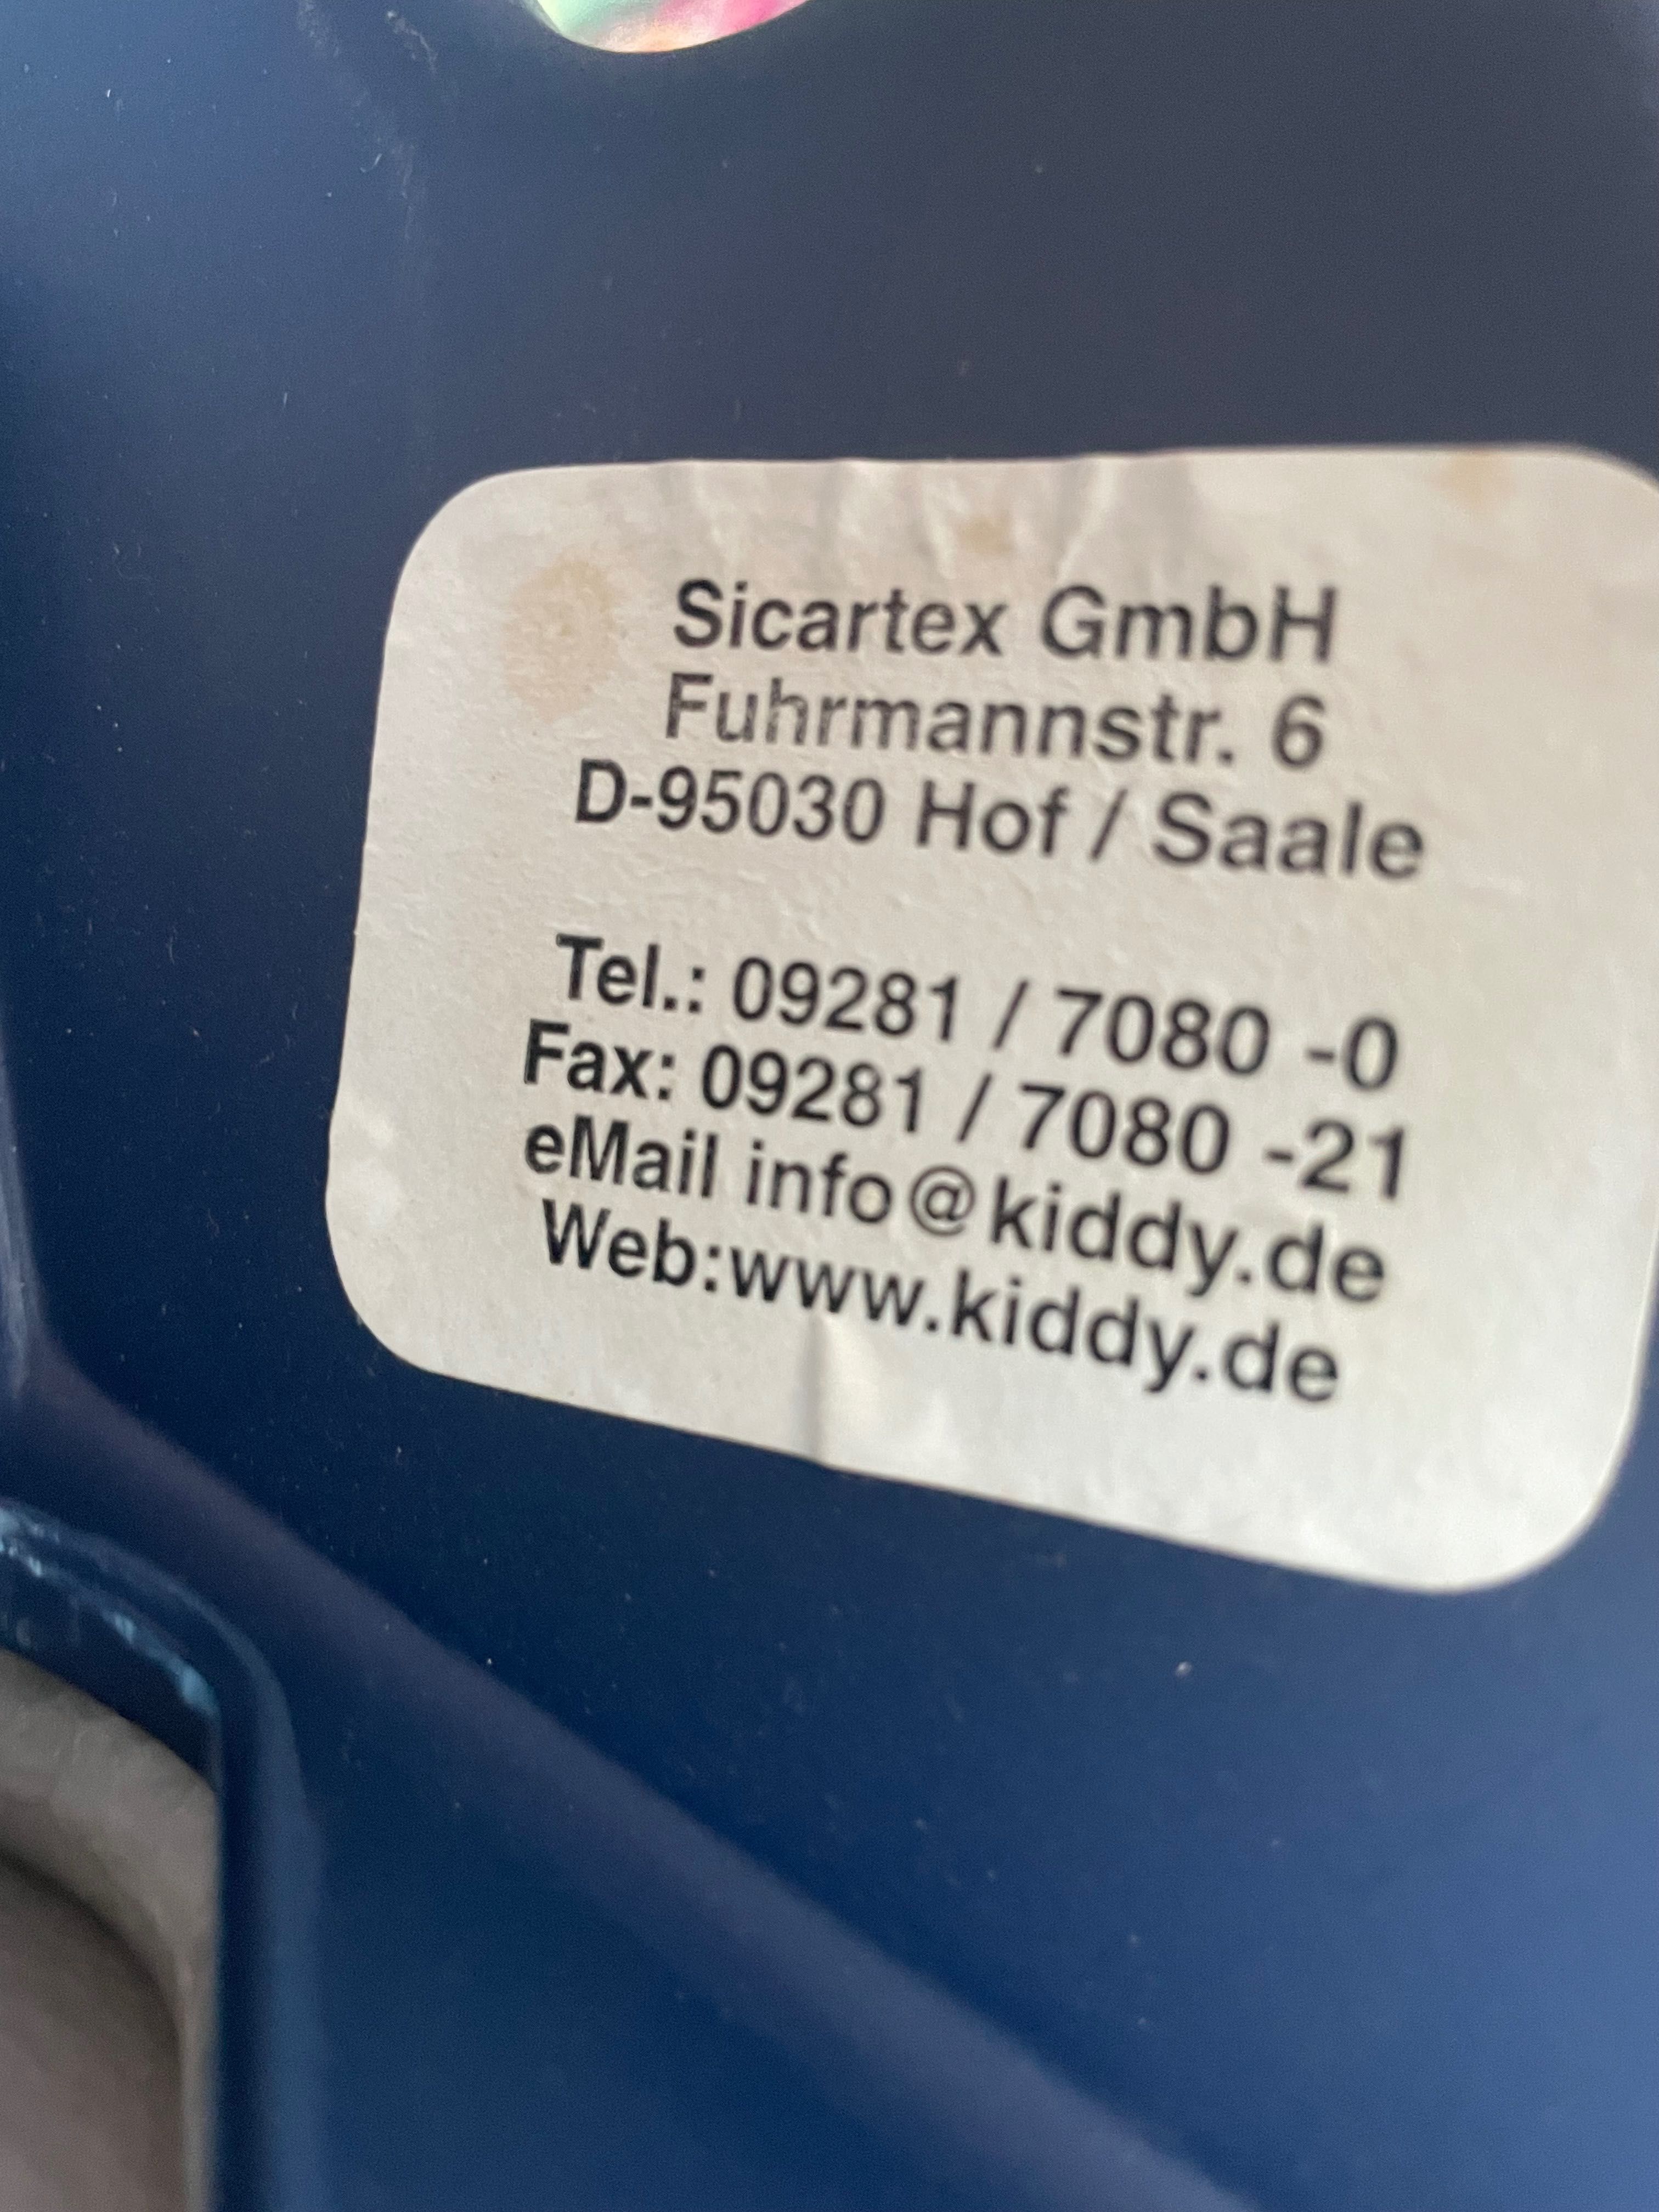 Sicartex GmbH
Fuhrmannstr. 6
D-95030 Hof / Saale
Tel.: 09281 / 7080 -0
Fax: 09281 / 7080 -21
eMail info@kiddy.de
Web:www.kiddy.de